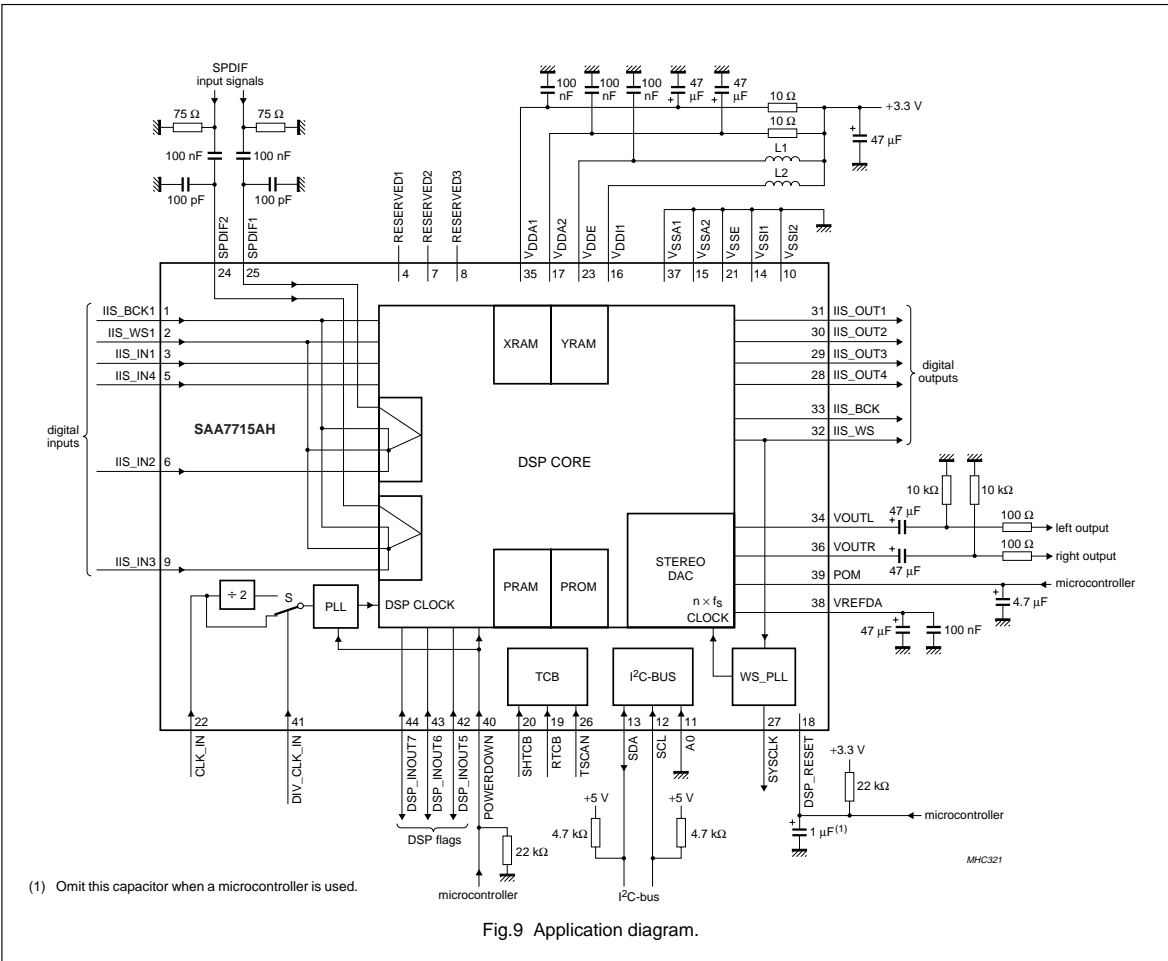 SPDIF
input signals
75 Ω
75 Ω
100 nF
100 nF
100 pF
100 pF
SPDIF2
SPDIF1
24
25
RESERVED1
RESERVED2
RESERVED3
4
7
8
100 nF
100 nF
100 nF
47 μF
+
47 μF
+
10 Ω
10 Ω
L1
L2
+3.3 V
+
47 μF
VDDA1
VDDA2
VDDE
VDDI1
35
17
23
16
VSSA1
VSSA2
VSSE
VSSI1
VSSI2
37
15
21
14
10
digital
inputs
IIS_BCK1 1
IIS_WS1 2
IIS_IN1 3
IIS_IN4 5
IIS_IN2 6
IIS_IN3 9
SAA7715AH
XRAM
YRAM
DSP CORE
PRAM
PROM
STEREO
DAC
n × fs
CLOCK
÷ 2
S
PLL
DSP CLOCK
TCB
I²C-BUS
WS_PLL
31 IIS_OUT1
30 IIS_OUT2
29 IIS_OUT3
28 IIS_OUT4
33 IIS_BCK
32 IIS_WS
digital
outputs
10 kΩ
10 kΩ
34 VOUTL
47 μF
+
100 Ω
left output
36 VOUTR
+
47 μF
100 Ω
right output
39 POM
microcontroller
+
4.7 μF
38 VREFDA
47 μF
+
100 nF
22
41
44
43
42
40
20
19
26
13
12
11
27
18
CLK_IN
DIV_CLK_IN
DSP_INOUT7
DSP_INOUT6
DSP_INOUT5
POWERDOWN
SHTCB
RTCB
TSCAN
SDA
SCL
A0
SYSCLK
DSP_RESET
DSP flags
22 kΩ
microcontroller
+5 V
+5 V
4.7 kΩ
4.7 kΩ
I²C-bus
+3.3 V
22 kΩ
microcontroller
+
1 μF(1)
MHC321
(1) Omit this capacitor when a microcontroller is used.
Fig.9 Application diagram.